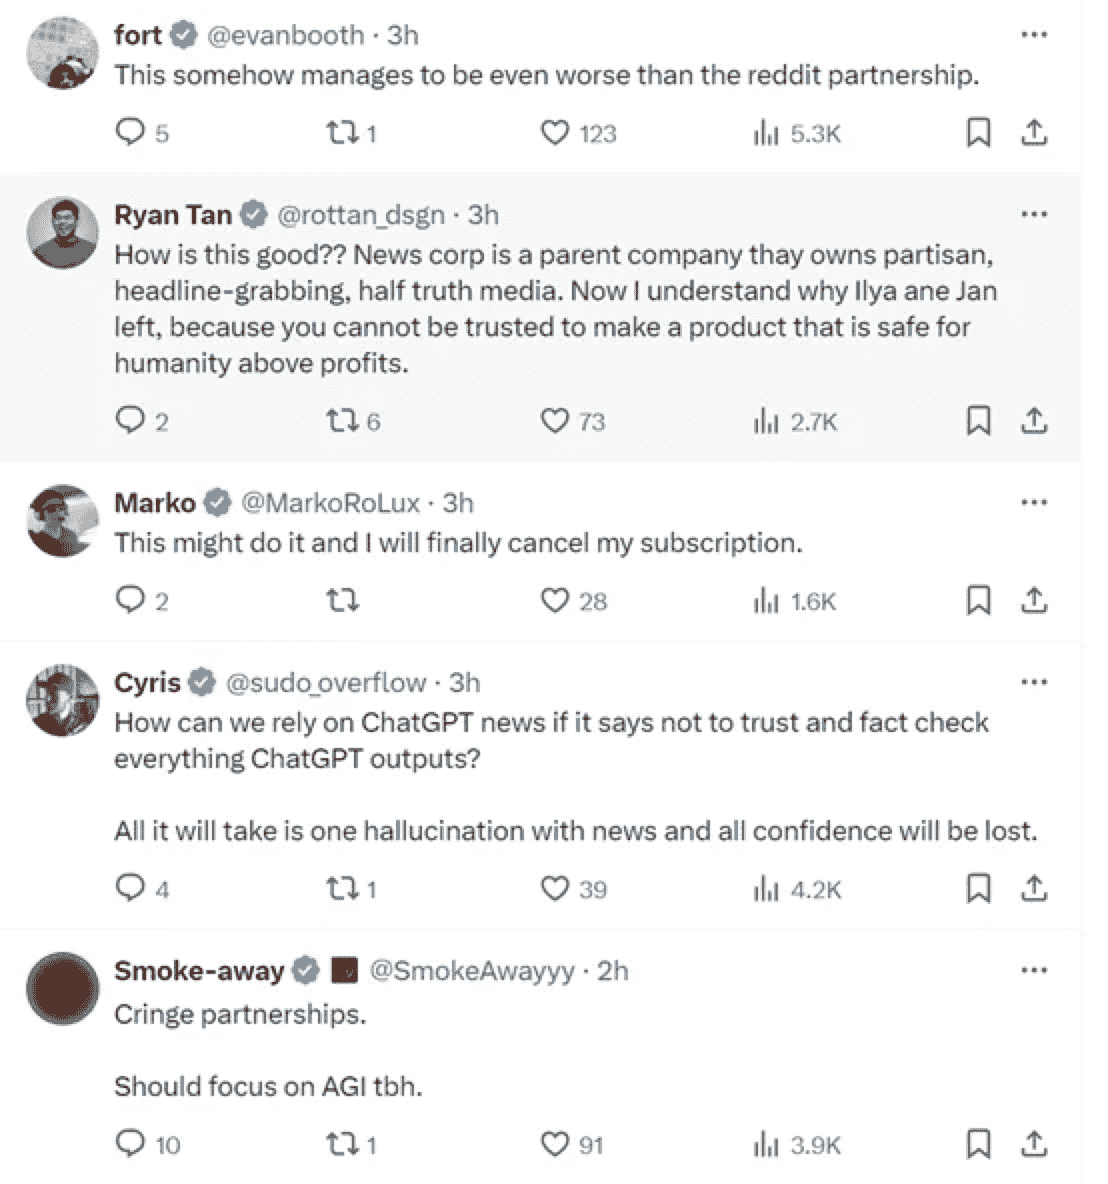 fort @evanbooth · 3h
This somehow manages to be even worse than the reddit partnership.
5 1 123 5.3K
Ryan Tan @rottan_dsgn · 3h
How is this good?? News corp is a parent company thay owns partisan,
headline-grabbing, half truth media. Now I understand why Ilya ane Jan
left, because you cannot be trusted to make a product that is safe for
humanity above profits.
2 6 73 2.7K
Marko @MarkoRoLux · 3h
This might do it and I will finally cancel my subscription.
2 28 1.6K
Cyris @sudo_overflow · 3h
How can we rely on ChatGPT news if it says not to trust and fact check
everything ChatGPT outputs?
All it will take is one hallucination with news and all confidence will be lost.
4 1 39 4.2K
Smoke-away @SmokeAwayyy · 2h
Cringe partnerships.
Should focus on AGI tbh.
10 1 91 3.9K